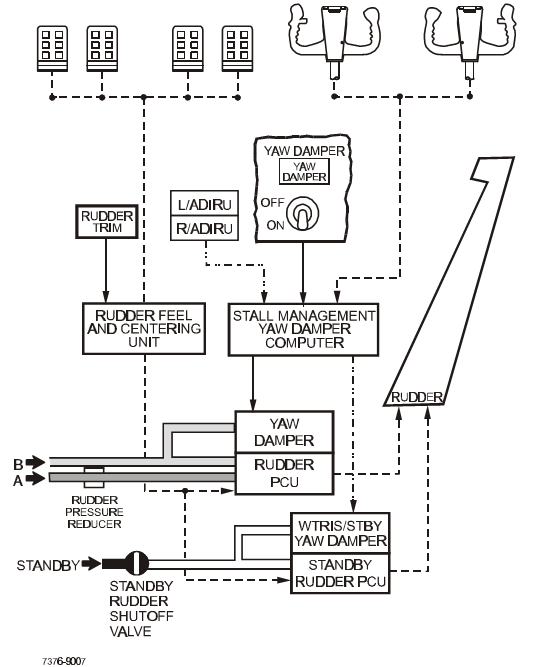 YAW DAMPER
YAW
DAMPER
OFF
ON
L/ADIRU
R/ADIRU
RUDDER
TRIM
RUDDER FEEL
AND CENTERING
UNIT
STALL MANAGEMENT
YAW DAMPER
COMPUTER
RUDDER
YAW
DAMPER
B
RUDDER
PCU
A
RUDDER
PRESSURE
REDUCER
WTRIS/STBY
YAW DAMPER
STANDBY
STANDBY
RUDDER PCU
STANDBY
RUDDER
SHUTOFF
VALVE
7376-9007